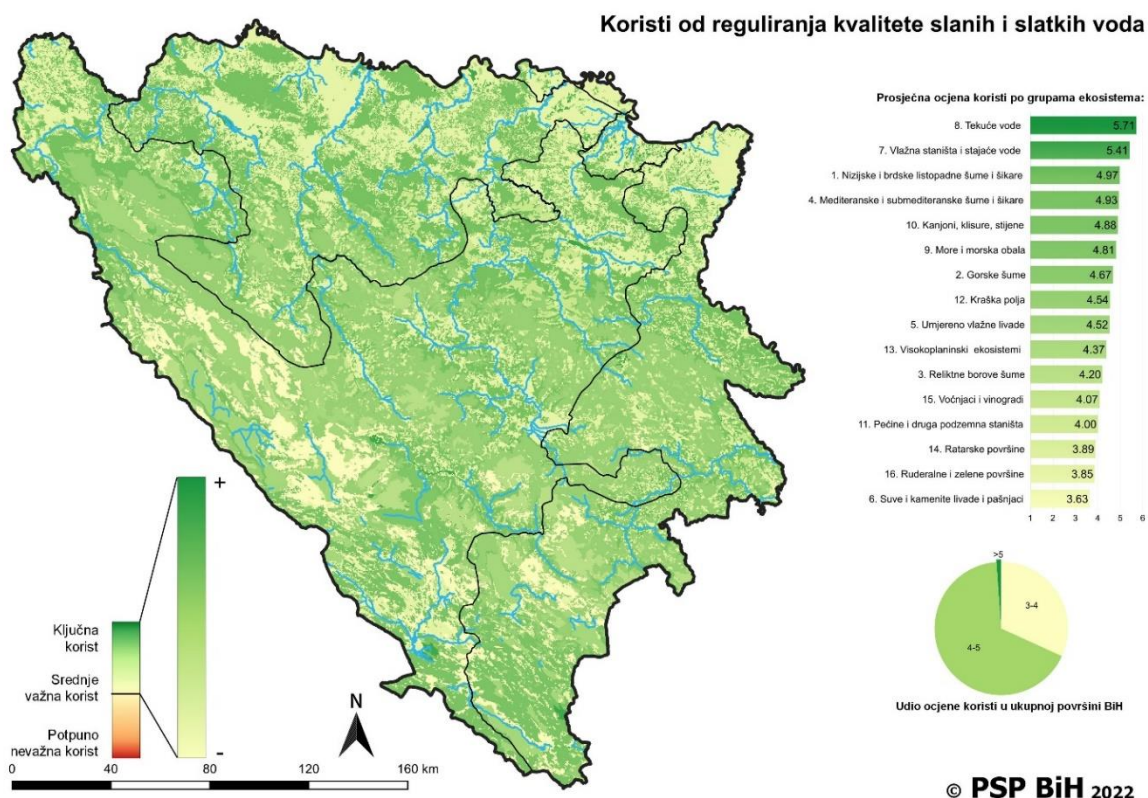 Koristi od reguliranja kvalitete slanih i slatkih voda
Prosječna ocjena koristi po grupama ekosistema:
8. Tekuće vode 5.71
7. Vlažna staništa i stajaće vode 5.41
1. Nizijske i brdske listopadne šume i šikare 4.97
4. Mediteranske i submediteranske šume i šikare 4.93
10. Kanjoni, klisure, stijene 4.88
9. More i morska obala 4.81
2. Gorske šume 4.67
12. Kraška polja 4.54
5. Umjereno vlažne livade 4.52
13. Visokoplaninski ekosistemi 4.37
3. Reliktne borove šume 4.20
15. Voćnjaci i vinogradi 4.07
11. Pećine i druga podzemna staništa 4.00
14. Ratarske površine 3.89
16. Ruderalne i zelene površine 3.85
6. Suve i kamenite livade i pašnjaci 3.63
1 2 3 4 5 6
>5
3-4
4-5
Udio ocjene koristi u ukupnoj površini BiH
+
-
Ključna
korist
Srednje
važna korist
Potpuno
nevažna korist
N
0 40 80 120 160 km
© PSP BiH 2022